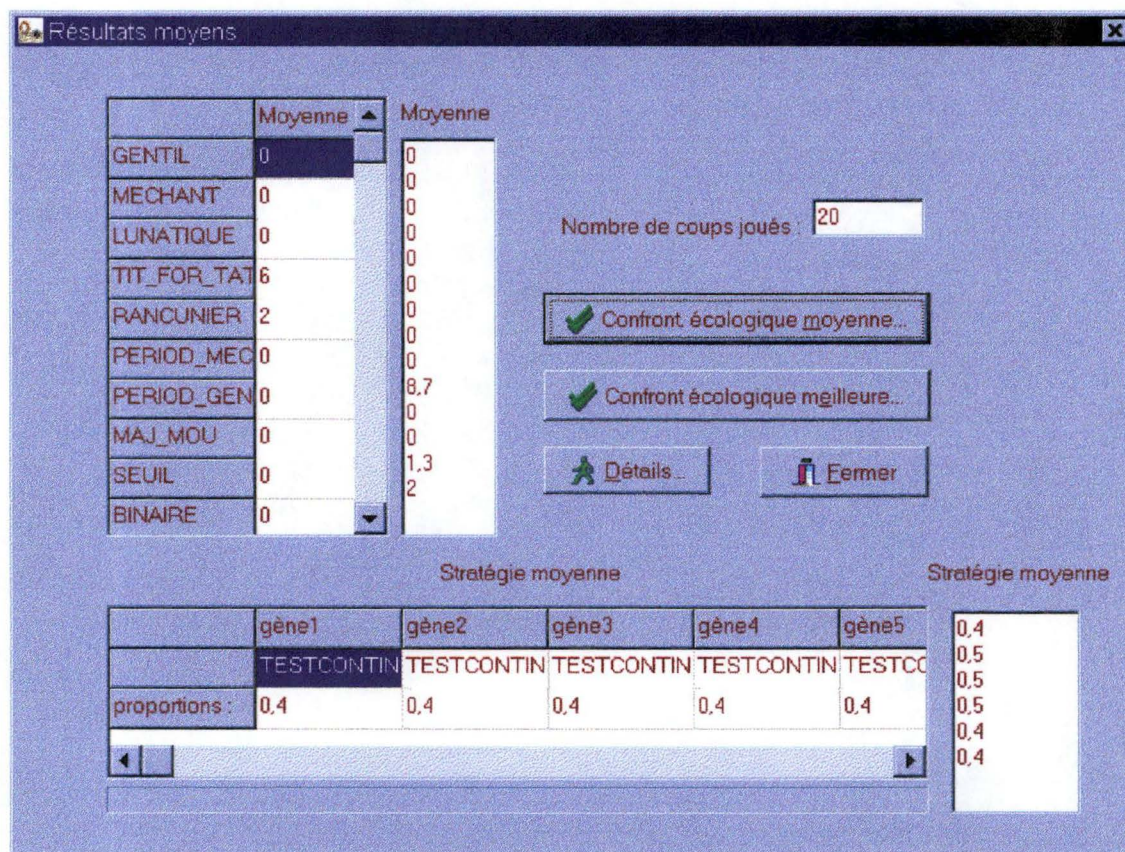 Résultats moyens
Moyenne
GENTIL 0
MECHANT 0
LUNATIQUE 0
TIT_FOR_TAT 6
RANCUNIER 2
PERIOD_MEC 0
PERIOD_GEN 0
MAJ_MOU 0
SEUIL 0
BINAIRE 0
Moyenne
0
0
0
0
0
0
0
0
0
8,7
0
0
1,3
2
Nombre de coups joués : 20
Confront. écologique moyenne...
Confront écologique meilleure...
Détails...
Fermer
Stratégie moyenne
gène1 gène2 gène3 gène4 gène5
TESTCONTIN TESTCONTIN TESTCONTIN TESTCONTIN TESTCO
proportions : 0,4 0,4 0,4 0,4 0,4
Stratégie moyenne
0,4
0,5
0,5
0,5
0,4
0,4